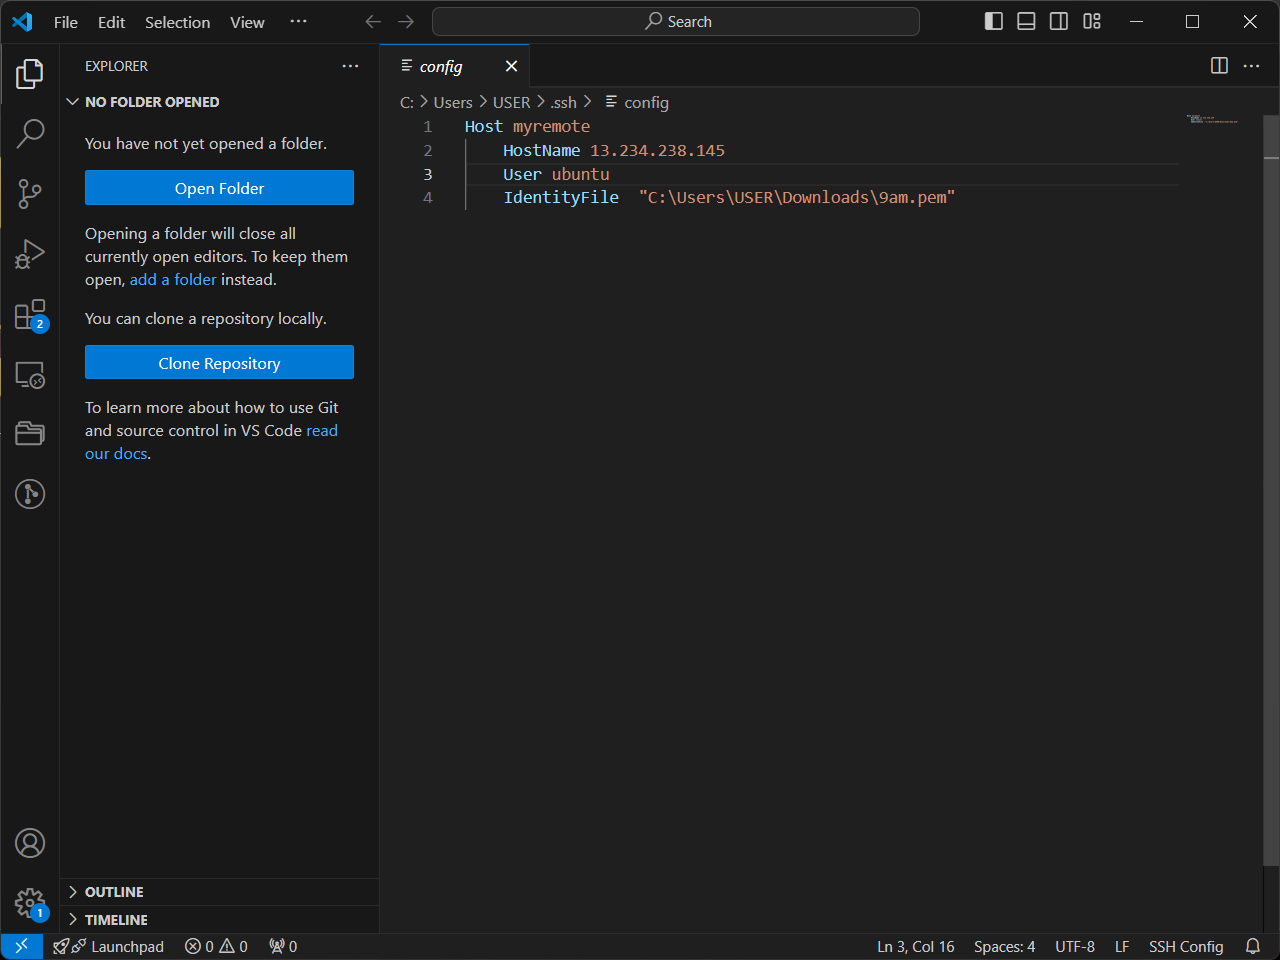 File Edit Selection View ··· Search
EXPLORER ···
config
NO FOLDER OPENED
C: > Users > USER > .ssh > config
You have not yet opened a folder.
Open Folder
Opening a folder will close all
currently open editors. To keep them
open, add a folder instead.
You can clone a repository locally.
Clone Repository
To learn more about how to use Git
and source control in VS Code read
our docs.
1 Host myremote
2 HostName 13.234.238.145
3 User ubuntu
4 IdentityFile "C:\Users\USER\Downloads\9am.pem"
2
1
OUTLINE
TIMELINE
Launchpad 0 0 0 Ln 3, Col 16 Spaces: 4 UTF-8 LF SSH Config